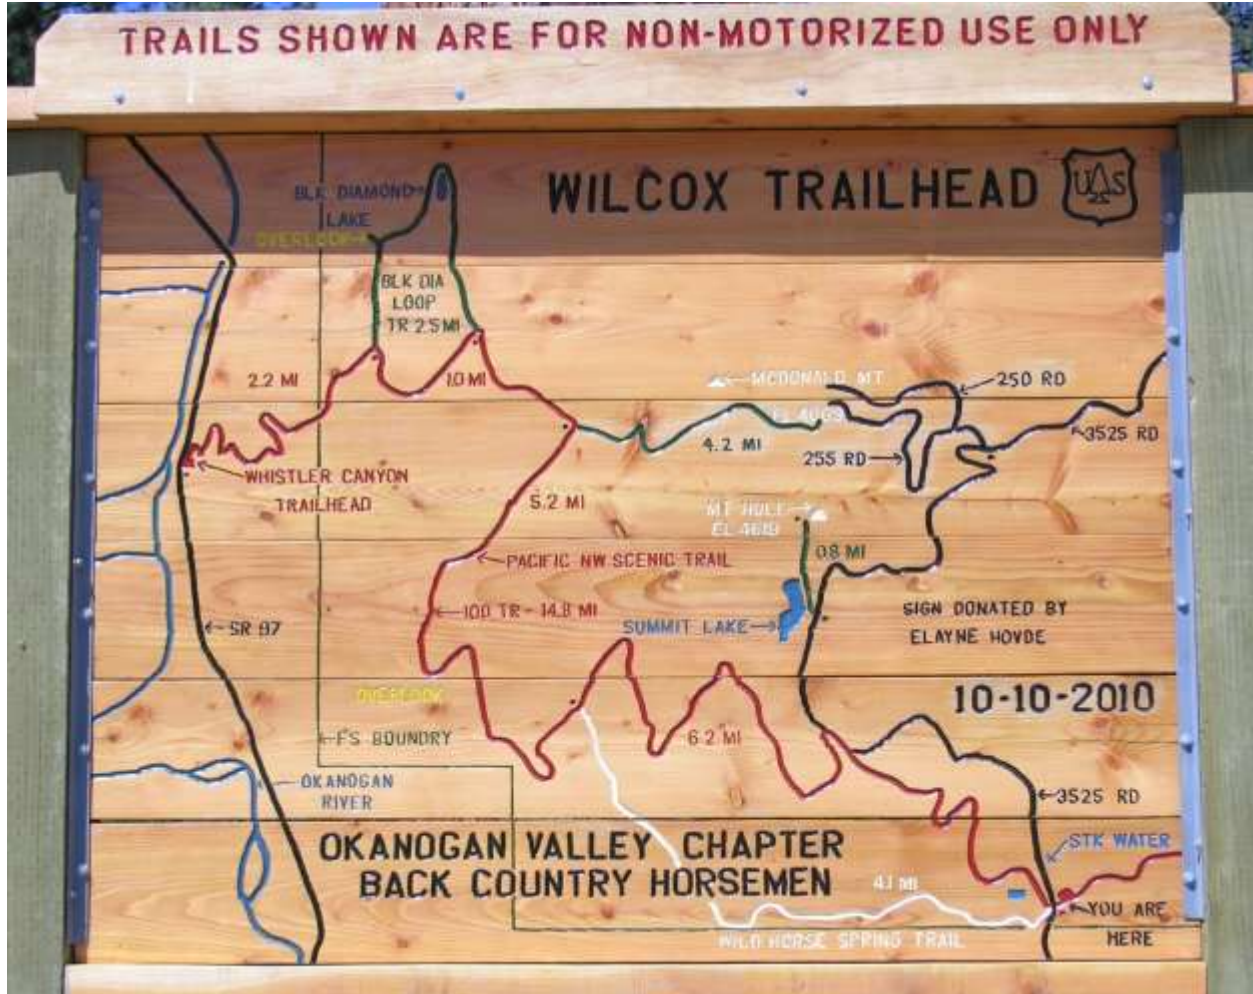 TRAILS SHOWN ARE FOR NON-MOTORIZED USE ONLY
WILCOX TRAILHEAD
U S
BLK DIAMOND
LAKE
OVERLOOK
BLK DIA
LOOP
TR 2.5 MI
2.2 MI
1.0 MI
MCDONALD MT
250 RD
3525 RD
4.2 MI
255 RD
WHISTLER CANYON
TRAILHEAD
5.2 MI
MT HULL
EL 4619
PACIFIC NW SCENIC TRAIL
0.8 MI
100 TR - 14.8 MI
SUMMIT LAKE
SIGN DONATED BY
ELAYNE HOVDE
SR 97
OVERLOOK
10-10-2010
FS BOUNDRY
6.2 MI
OKANOGAN
RIVER
3525 RD
STK WATER
OKANOGAN VALLEY CHAPTER
BACK COUNTRY HORSEMEN
4.1 MI
YOU ARE
HERE
WILD HORSE SPRING TRAIL